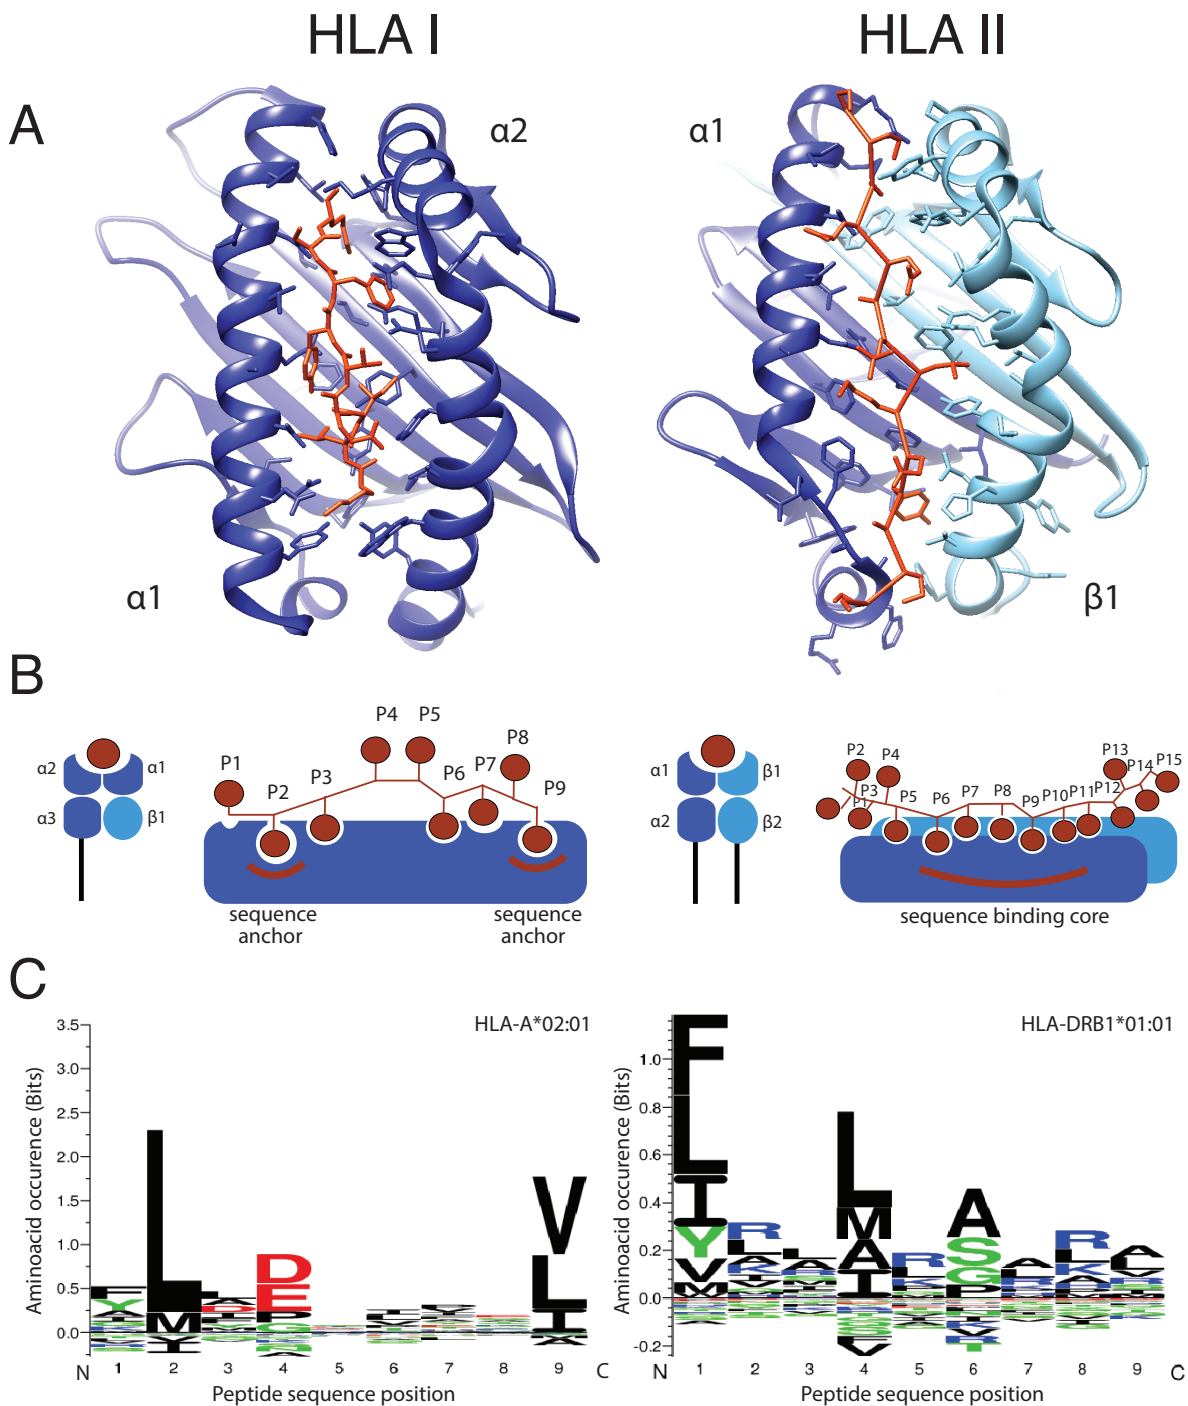 HLA I
HLA II
A
α2
α1
α1
β1
B
α2
α1
α3
β1
P1
P2
P3
P4
P5
P6
P7
P8
P9
sequence
anchor
sequence
anchor
α1
β1
α2
β2
P2
P4
P1
P3
P5
P6
P7
P8
P9
P10
P11
P12
P13
P14
P15
sequence binding core
C
HLA-A*02:01
Aminoacid occurence (Bits)
3.5
3.0
2.5
2.0
1.5
1.0
0.5
0.0
N
1 2 3 4 5 6 7 8 9
C
Peptide sequence position
HLA-DRB1*01:01
Aminoacid occurence (Bits)
1.0
0.8
0.6
0.4
0.2
0.0
-0.2
N
1 2 3 4 5 6 7 8 9
C
Peptide sequence position
L
M
D
E
V
L
I
F
L
I
Y
V
M
R
L
L
M
A
I
R
A
S
G
P
R
L
K
A